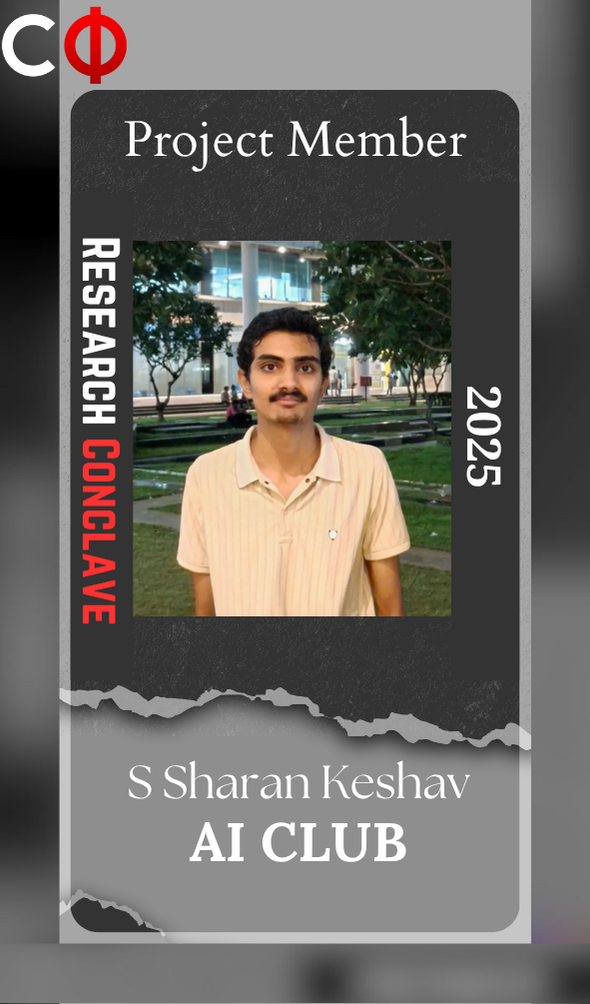 CΦ
Project Member
RESEARCH CONCLAVE
2025
S Sharan Keshav
AI CLUB